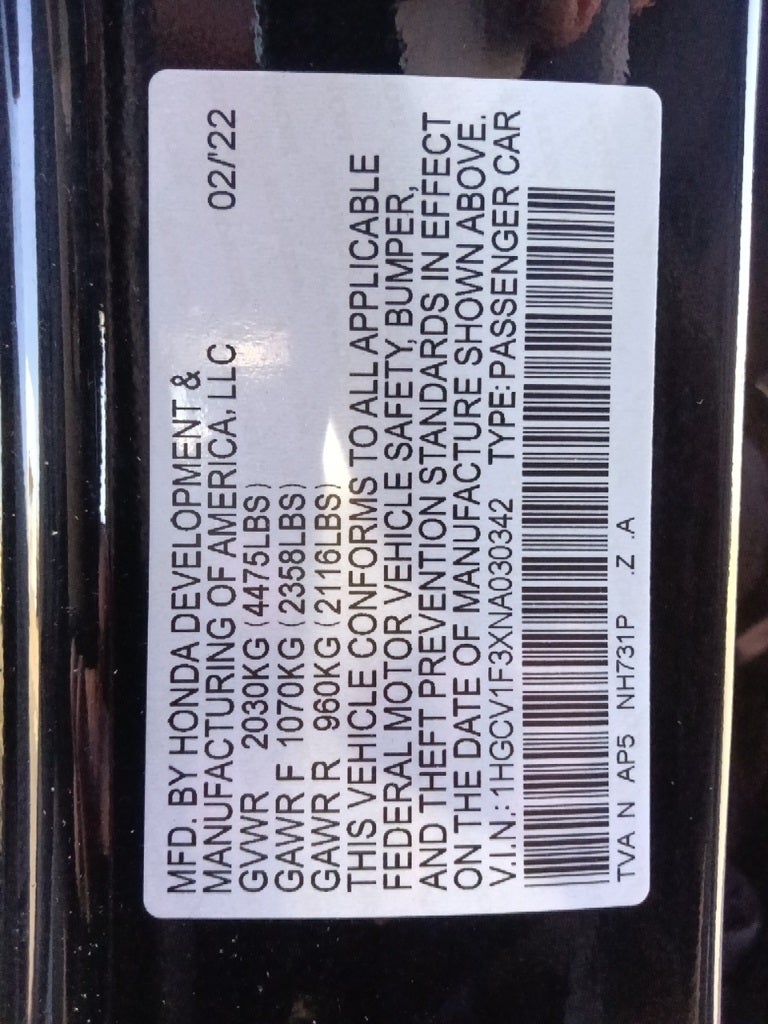 MFD. BY HONDA DEVELOPMENT &
MANUFACTURING OF AMERICA, LLC 02/'22
GVWR 2030KG (4475LBS)
GAWR F 1070KG (2358LBS)
GAWR R 960KG (2116LBS)
THIS VEHICLE CONFORMS TO ALL APPLICABLE
FEDERAL MOTOR VEHICLE SAFETY, BUMPER,
AND THEFT PREVENTION STANDARDS IN EFFECT
ON THE DATE OF MANUFACTURE SHOWN ABOVE.
V.I.N.: 1HGCV1F3XNA030342 TYPE: PASSENGER CAR
TVA N AP5 NH731P .Z .A